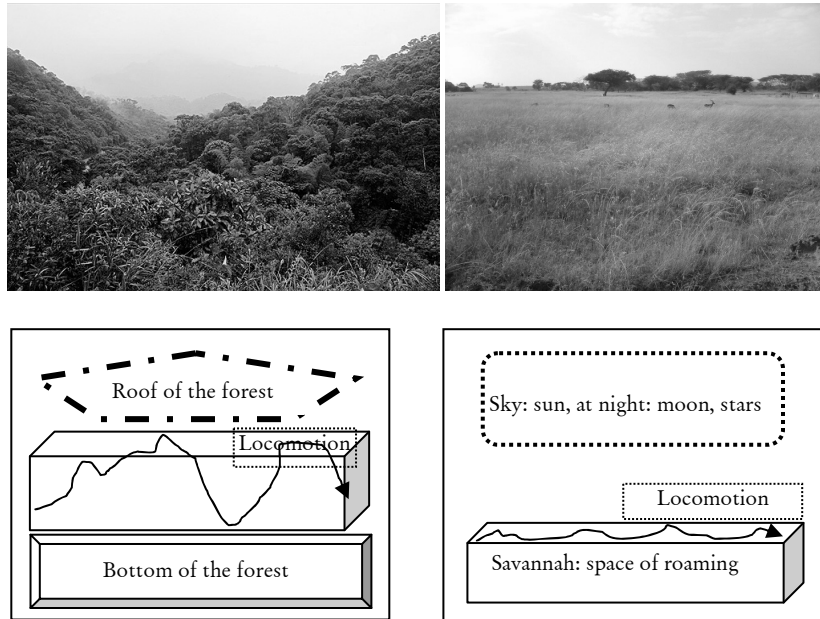 Roof of the forest
Locomotion
Bottom of the forest
Sky: sun, at night: moon, stars
Locomotion
Savannah: space of roaming